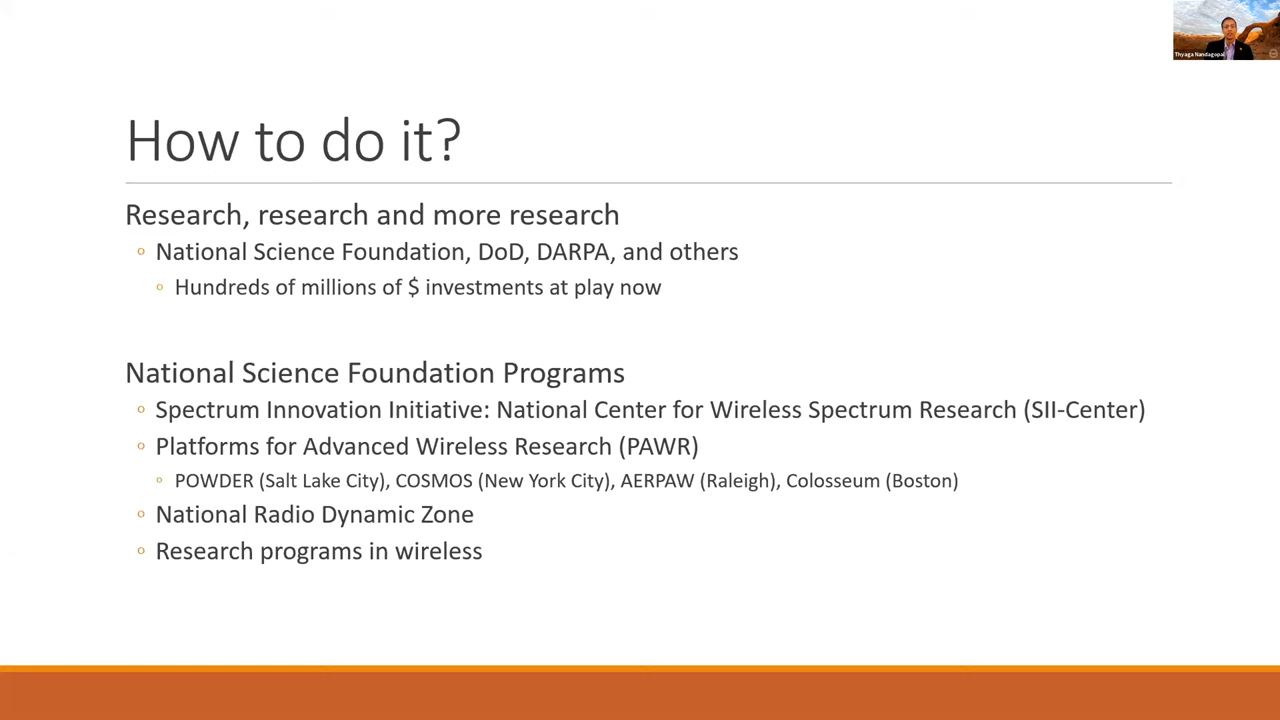 Thyaga Nandagopal
How to do it?
Research, research and more research
National Science Foundation, DoD, DARPA, and others
Hundreds of millions of $ investments at play now
National Science Foundation Programs
Spectrum Innovation Initiative: National Center for Wireless Spectrum Research (SII-Center)
Platforms for Advanced Wireless Research (PAWR)
POWDER (Salt Lake City), COSMOS (New York City), AERPAW (Raleigh), Colosseum (Boston)
National Radio Dynamic Zone
Research programs in wireless